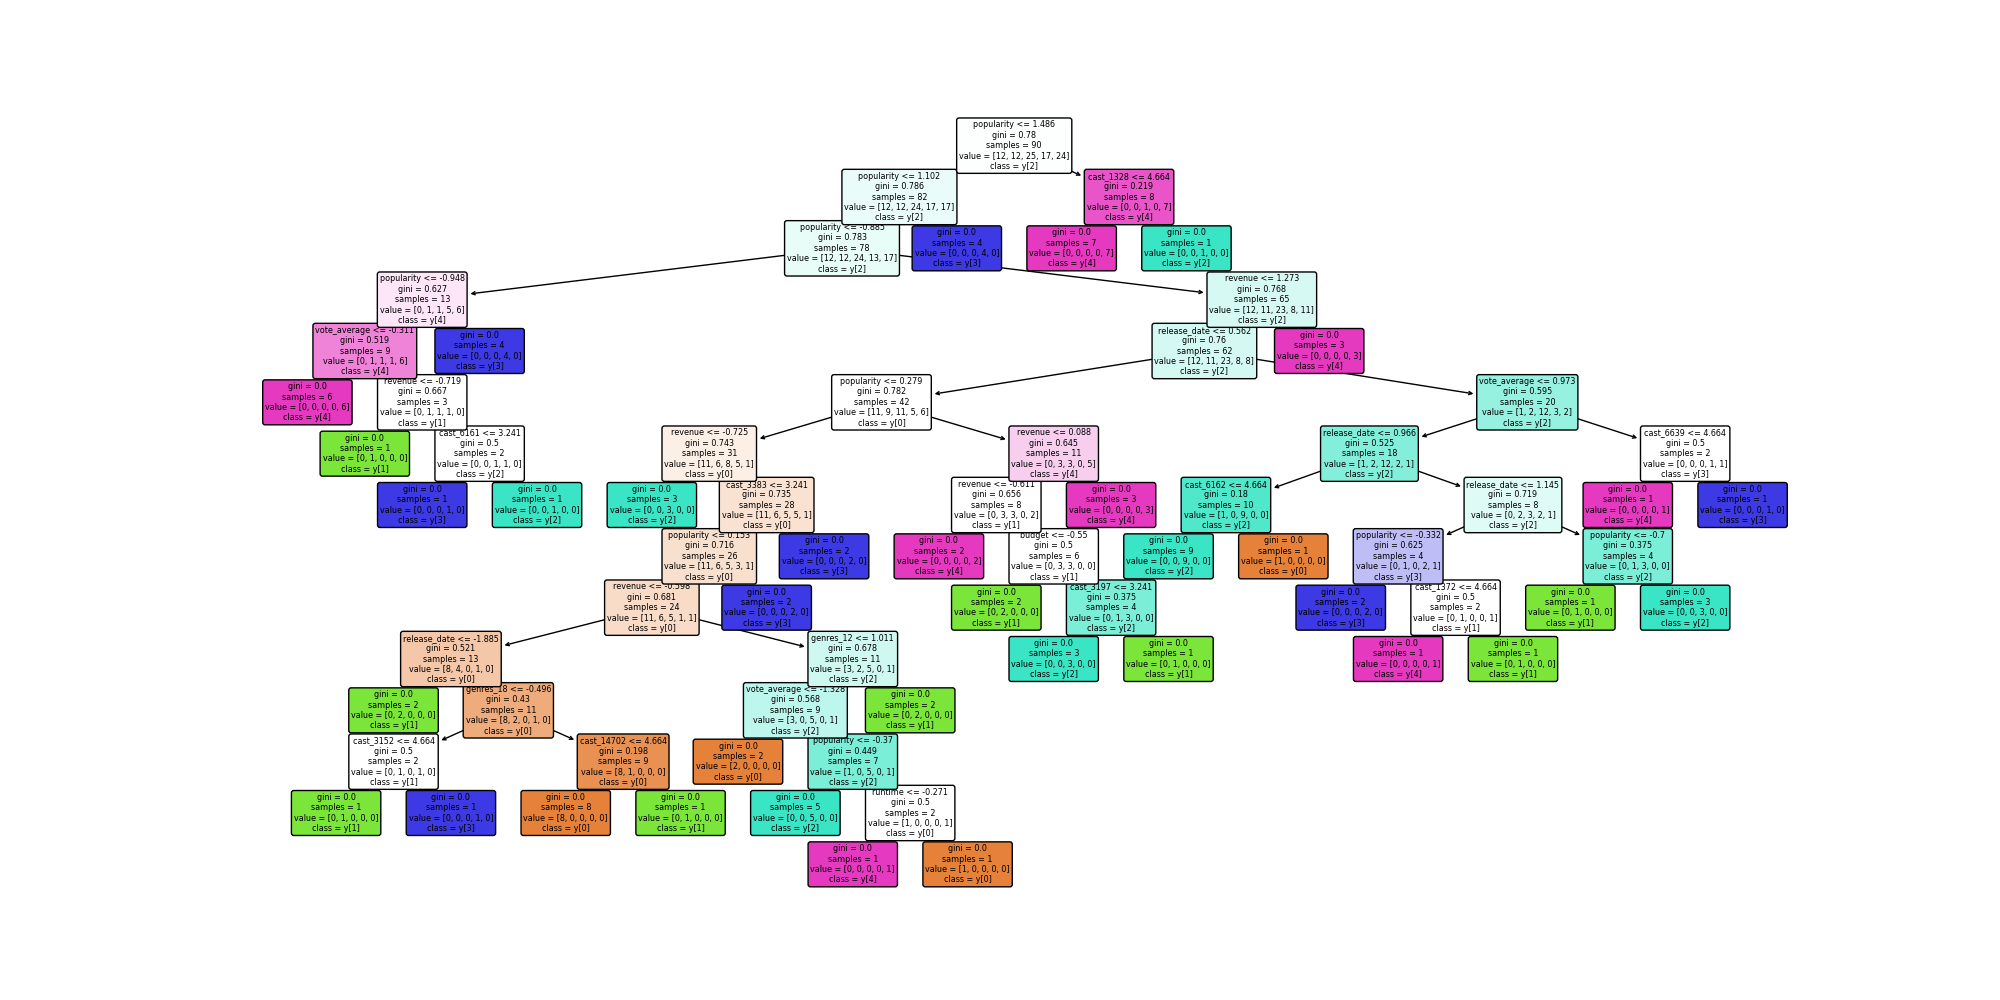 popularity <= 1.486
gini = 0.78
samples = 90
value = [12, 12, 25, 17, 24]
class = y[2]
popularity <= 1.102
gini = 0.786
samples = 82
value = [12, 12, 24, 17, 17]
class = y[2]
cast_1328 <= 4.664
gini = 0.219
samples = 8
value = [0, 0, 1, 0, 7]
class = y[4]
popularity <= -0.885
gini = 0.783
samples = 78
value = [12, 12, 24, 13, 17]
class = y[2]
gini = 0.0
samples = 4
value = [0, 0, 0, 4, 0]
class = y[3]
gini = 0.0
samples = 7
value = [0, 0, 0, 0, 7]
class = y[4]
gini = 0.0
samples = 1
value = [0, 0, 1, 0, 0]
class = y[2]
popularity <= -0.948
gini = 0.627
samples = 13
value = [0, 1, 1, 5, 6]
class = y[4]
revenue <= 1.273
gini = 0.768
samples = 65
value = [12, 11, 23, 8, 11]
class = y[2]
vote_average <= -0.311
gini = 0.519
samples = 9
value = [0, 1, 1, 1, 6]
class = y[4]
gini = 0.0
samples = 4
value = [0, 0, 0, 4, 0]
class = y[3]
release_date <= 0.562
gini = 0.76
samples = 62
value = [12, 11, 23, 8, 8]
class = y[2]
gini = 0.0
samples = 3
value = [0, 0, 0, 0, 3]
class = y[4]
gini = 0.0
samples = 6
value = [0, 0, 0, 0, 6]
class = y[4]
revenue <= -0.719
gini = 0.667
samples = 3
value = [0, 1, 1, 1, 0]
class = y[1]
popularity <= 0.279
gini = 0.782
samples = 42
value = [11, 9, 11, 5, 6]
class = y[0]
vote_average <= 0.973
gini = 0.595
samples = 20
value = [1, 2, 12, 3, 2]
class = y[2]
gini = 0.0
samples = 1
value = [0, 1, 0, 0, 0]
class = y[1]
cast_6161 <= 3.241
gini = 0.5
samples = 2
value = [0, 0, 1, 1, 0]
class = y[2]
revenue <= -0.725
gini = 0.743
samples = 31
value = [11, 6, 8, 5, 1]
class = y[0]
revenue <= 0.088
gini = 0.645
samples = 11
value = [0, 3, 3, 0, 5]
class = y[4]
release_date <= 0.966
gini = 0.525
samples = 18
value = [1, 2, 12, 2, 1]
class = y[2]
cast_6639 <= 4.664
gini = 0.5
samples = 2
value = [0, 0, 0, 1, 1]
class = y[3]
gini = 0.0
samples = 1
value = [0, 0, 0, 1, 0]
class = y[3]
gini = 0.0
samples = 1
value = [0, 0, 1, 0, 0]
class = y[2]
gini = 0.0
samples = 3
value = [0, 0, 3, 0, 0]
class = y[2]
cast_3383 <= 3.241
gini = 0.735
samples = 28
value = [11, 6, 5, 5, 1]
class = y[0]
revenue <= -0.611
gini = 0.656
samples = 8
value = [0, 3, 3, 0, 2]
class = y[1]
gini = 0.0
samples = 3
value = [0, 0, 0, 0, 3]
class = y[4]
cast_6162 <= 4.664
gini = 0.18
samples = 10
value = [1, 0, 9, 0, 0]
class = y[2]
release_date <= 1.145
gini = 0.719
samples = 8
value = [0, 2, 3, 2, 1]
class = y[2]
gini = 0.0
samples = 1
value = [0, 0, 0, 0, 1]
class = y[4]
gini = 0.0
samples = 1
value = [0, 0, 0, 1, 0]
class = y[3]
popularity <= 0.153
gini = 0.716
samples = 26
value = [11, 6, 5, 3, 1]
class = y[0]
gini = 0.0
samples = 2
value = [0, 0, 0, 2, 0]
class = y[3]
gini = 0.0
samples = 2
value = [0, 0, 0, 0, 2]
class = y[4]
budget <= -0.55
gini = 0.5
samples = 6
value = [0, 3, 3, 0, 0]
class = y[1]
gini = 0.0
samples = 9
value = [0, 0, 9, 0, 0]
class = y[2]
gini = 0.0
samples = 1
value = [1, 0, 0, 0, 0]
class = y[0]
popularity <= -0.332
gini = 0.625
samples = 4
value = [0, 1, 0, 2, 1]
class = y[3]
popularity <= -0.7
gini = 0.375
samples = 4
value = [0, 1, 3, 0, 0]
class = y[2]
revenue <= -0.598
gini = 0.681
samples = 24
value = [11, 6, 5, 1, 1]
class = y[0]
gini = 0.0
samples = 2
value = [0, 0, 0, 2, 0]
class = y[3]
gini = 0.0
samples = 2
value = [0, 2, 0, 0, 0]
class = y[1]
cast_3197 <= 3.241
gini = 0.375
samples = 4
value = [0, 1, 3, 0, 0]
class = y[2]
gini = 0.0
samples = 2
value = [0, 0, 0, 2, 0]
class = y[3]
cast_1372 <= 4.664
gini = 0.5
samples = 2
value = [0, 1, 0, 0, 1]
class = y[1]
gini = 0.0
samples = 1
value = [0, 1, 0, 0, 0]
class = y[1]
gini = 0.0
samples = 3
value = [0, 0, 3, 0, 0]
class = y[2]
release_date <= -1.885
gini = 0.521
samples = 13
value = [8, 4, 0, 1, 0]
class = y[0]
genres_12 <= 1.011
gini = 0.678
samples = 11
value = [3, 2, 5, 0, 1]
class = y[2]
gini = 0.0
samples = 3
value = [0, 0, 3, 0, 0]
class = y[2]
gini = 0.0
samples = 1
value = [0, 1, 0, 0, 0]
class = y[1]
gini = 0.0
samples = 1
value = [0, 0, 0, 0, 1]
class = y[4]
gini = 0.0
samples = 1
value = [0, 1, 0, 0, 0]
class = y[1]
gini = 0.0
samples = 2
value = [0, 2, 0, 0, 0]
class = y[1]
genres_18 <= -0.496
gini = 0.43
samples = 11
value = [8, 2, 0, 1, 0]
class = y[0]
vote_average <= -1.328
gini = 0.568
samples = 9
value = [3, 0, 5, 0, 1]
class = y[2]
gini = 0.0
samples = 2
value = [0, 2, 0, 0, 0]
class = y[1]
cast_3152 <= 4.664
gini = 0.5
samples = 2
value = [0, 1, 0, 1, 0]
class = y[1]
cast_14702 <= 4.664
gini = 0.198
samples = 9
value = [8, 1, 0, 0, 0]
class = y[0]
gini = 0.0
samples = 2
value = [2, 0, 0, 0, 0]
class = y[0]
popularity <= -0.37
gini = 0.449
samples = 7
value = [1, 0, 5, 0, 1]
class = y[2]
gini = 0.0
samples = 1
value = [0, 1, 0, 0, 0]
class = y[1]
gini = 0.0
samples = 1
value = [0, 0, 0, 1, 0]
class = y[3]
gini = 0.0
samples = 8
value = [8, 0, 0, 0, 0]
class = y[0]
gini = 0.0
samples = 1
value = [0, 1, 0, 0, 0]
class = y[1]
gini = 0.0
samples = 5
value = [0, 0, 5, 0, 0]
class = y[2]
runtime <= -0.271
gini = 0.5
samples = 2
value = [1, 0, 0, 0, 1]
class = y[0]
gini = 0.0
samples = 1
value = [0, 0, 0, 0, 1]
class = y[4]
gini = 0.0
samples = 1
value = [1, 0, 0, 0, 0]
class = y[0]